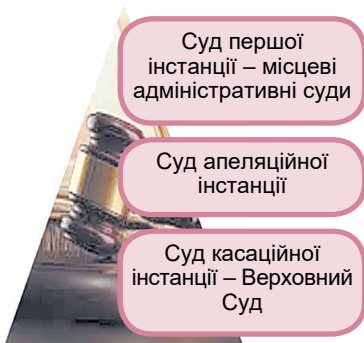 Суд першої
інстанції – місцеві
адміністративні суди
Суд апеляційної
інстанції
Суд касаційної
інстанції – Верховний
Суд